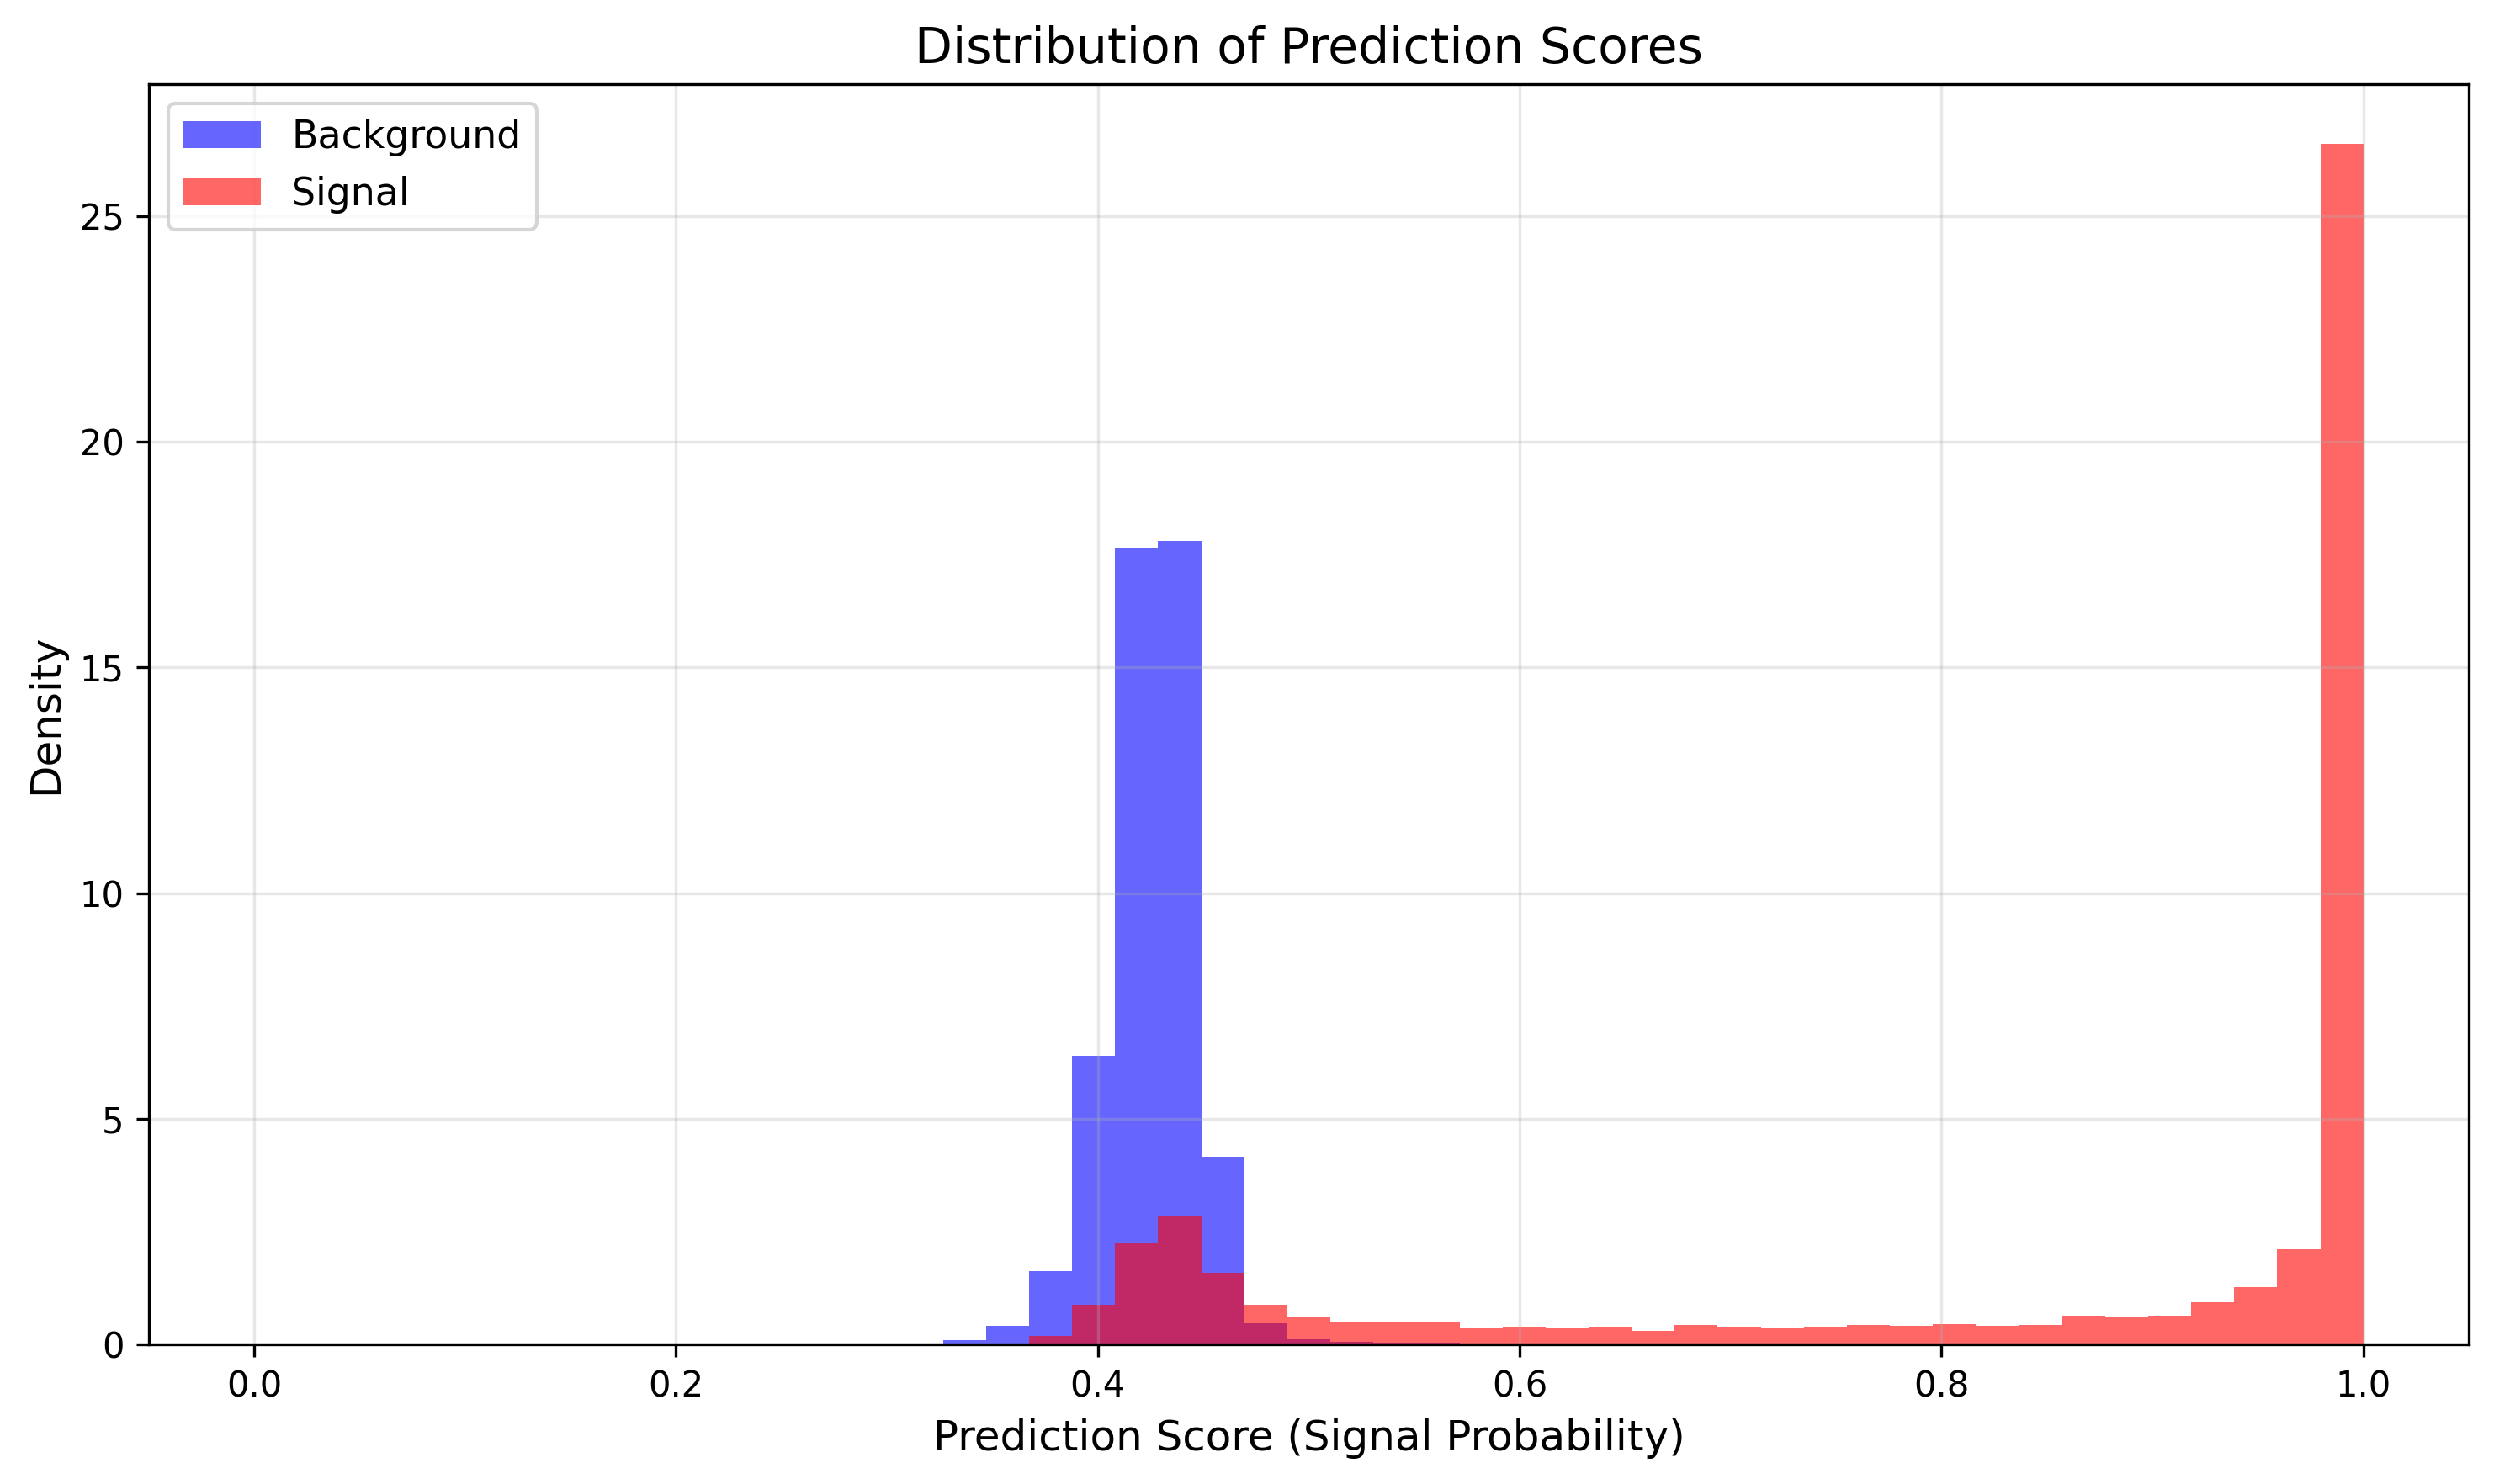 Distribution of Prediction Scores
Background
Signal
25
20
15
10
5
0
Density
0.0 0.2 0.4 0.6 0.8 1.0
Prediction Score (Signal Probability)